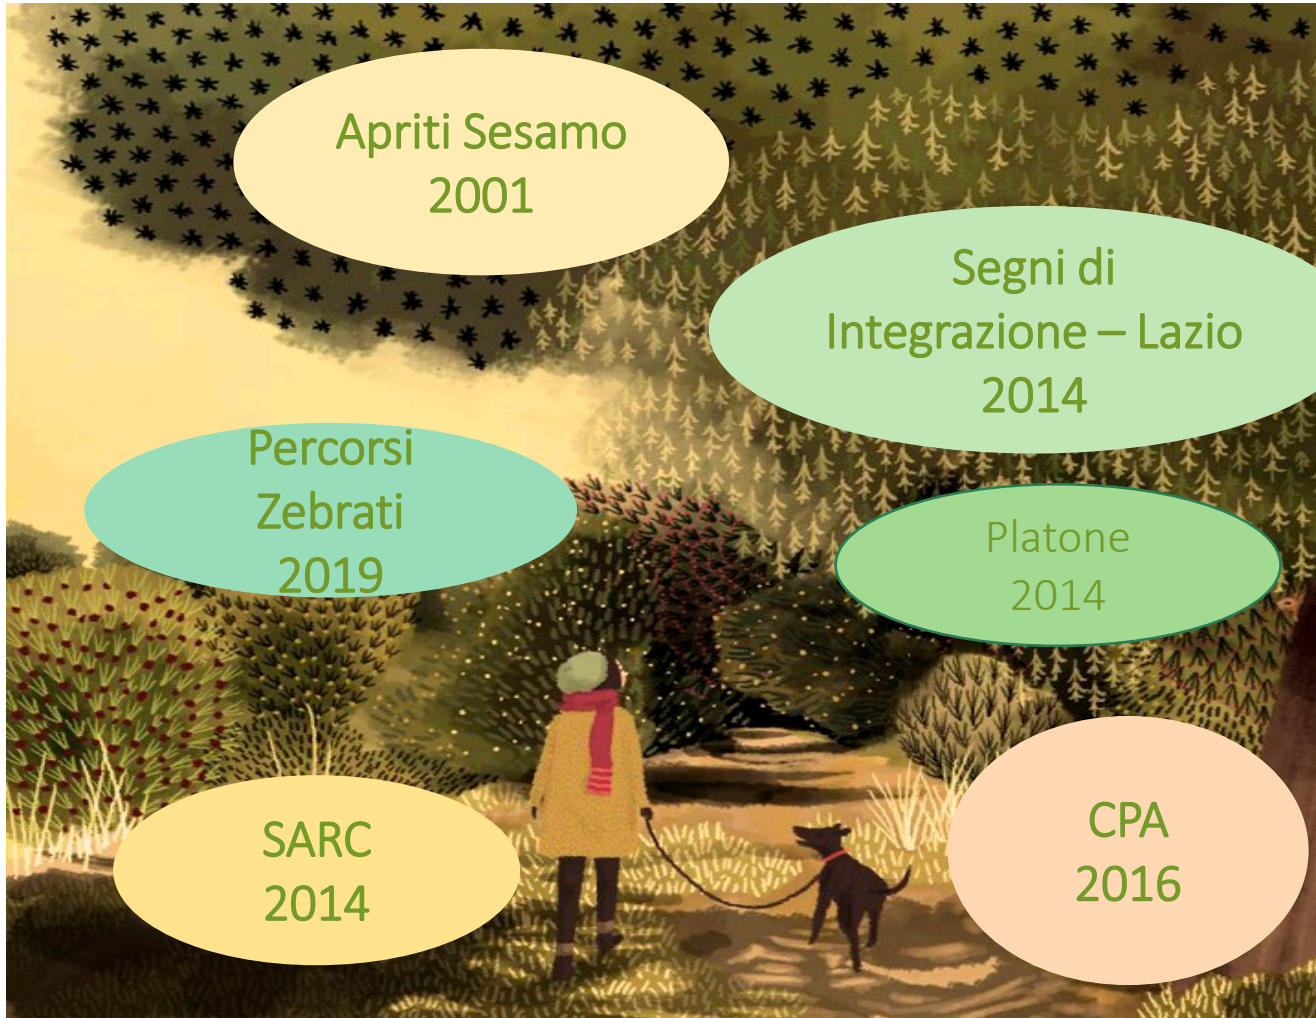 Apriti Sesamo
2001
Segni di
Integrazione – Lazio
2014
Percorsi
Zebrati
2019
Platone
2014
SARC
2014
CPA
2016